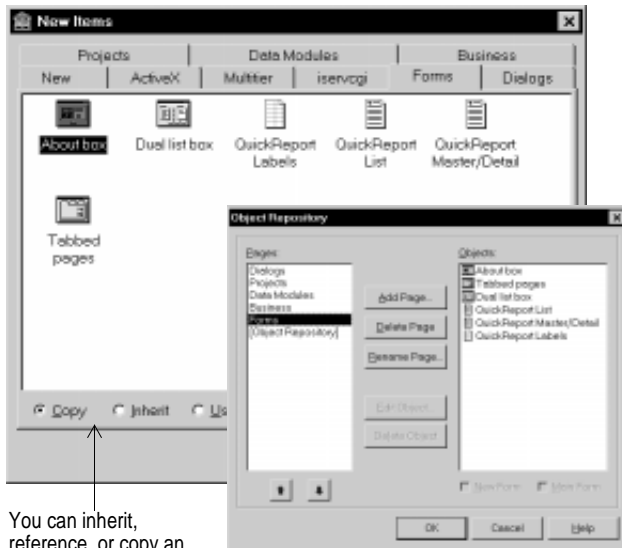 New Items
Projects Data Modules Business
New ActiveX Multitier iservcgi Forms Dialogs
About box Dual list box QuickReport Labels QuickReport List QuickReport Master/Detail
Tabbed pages
Copy Inherit Us
Object Repository
Pages:
Dialogs
Projects
Data Modules
Business
Forms
[Object Repository]
Add Page...
Delete Page
Rename Page...
Edit Object...
Delete Object
Objects:
About box
Tabbed pages
Dual list box
QuickReport List
QuickReport Master/Detail
QuickReport Labels
New Form Main Form
OK Cancel Help
You can inherit,
reference, or copy an